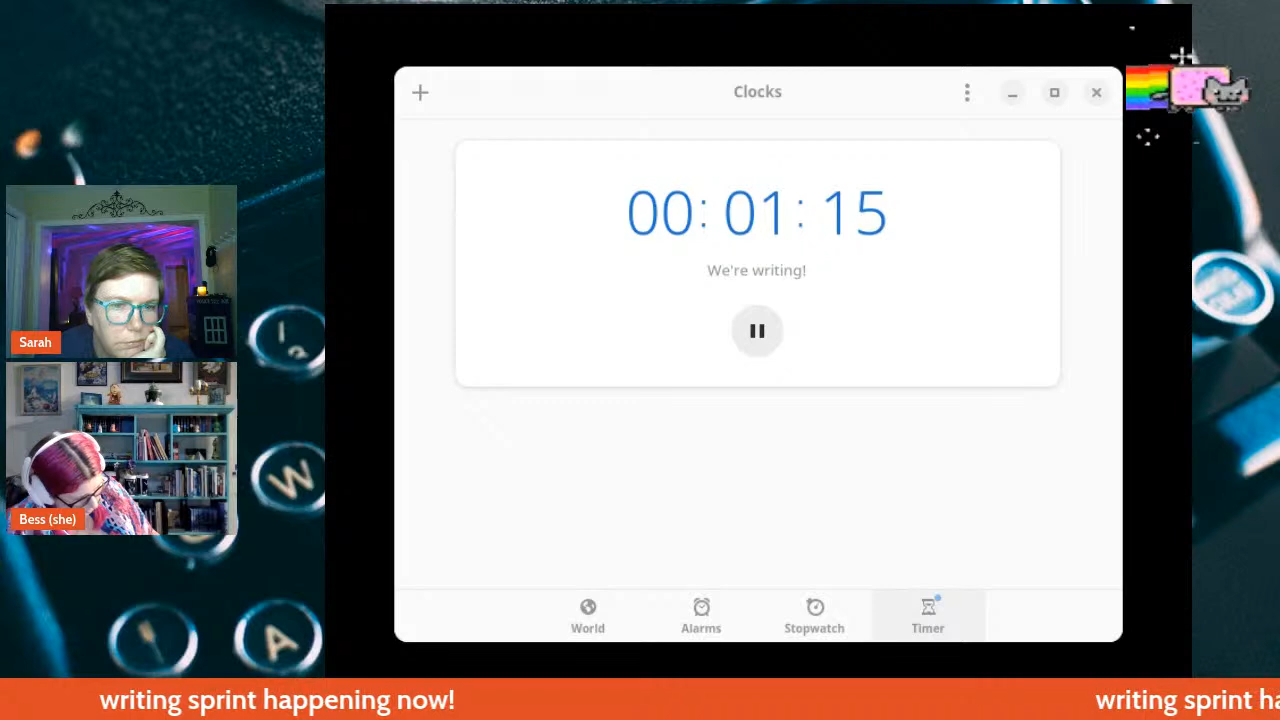 Clocks
00:01:15
We're writing!
Sarah
Bess (she)
World
Alarms
Stopwatch
Timer
I
W
A
writing sprint happening now!
writing sprint ha